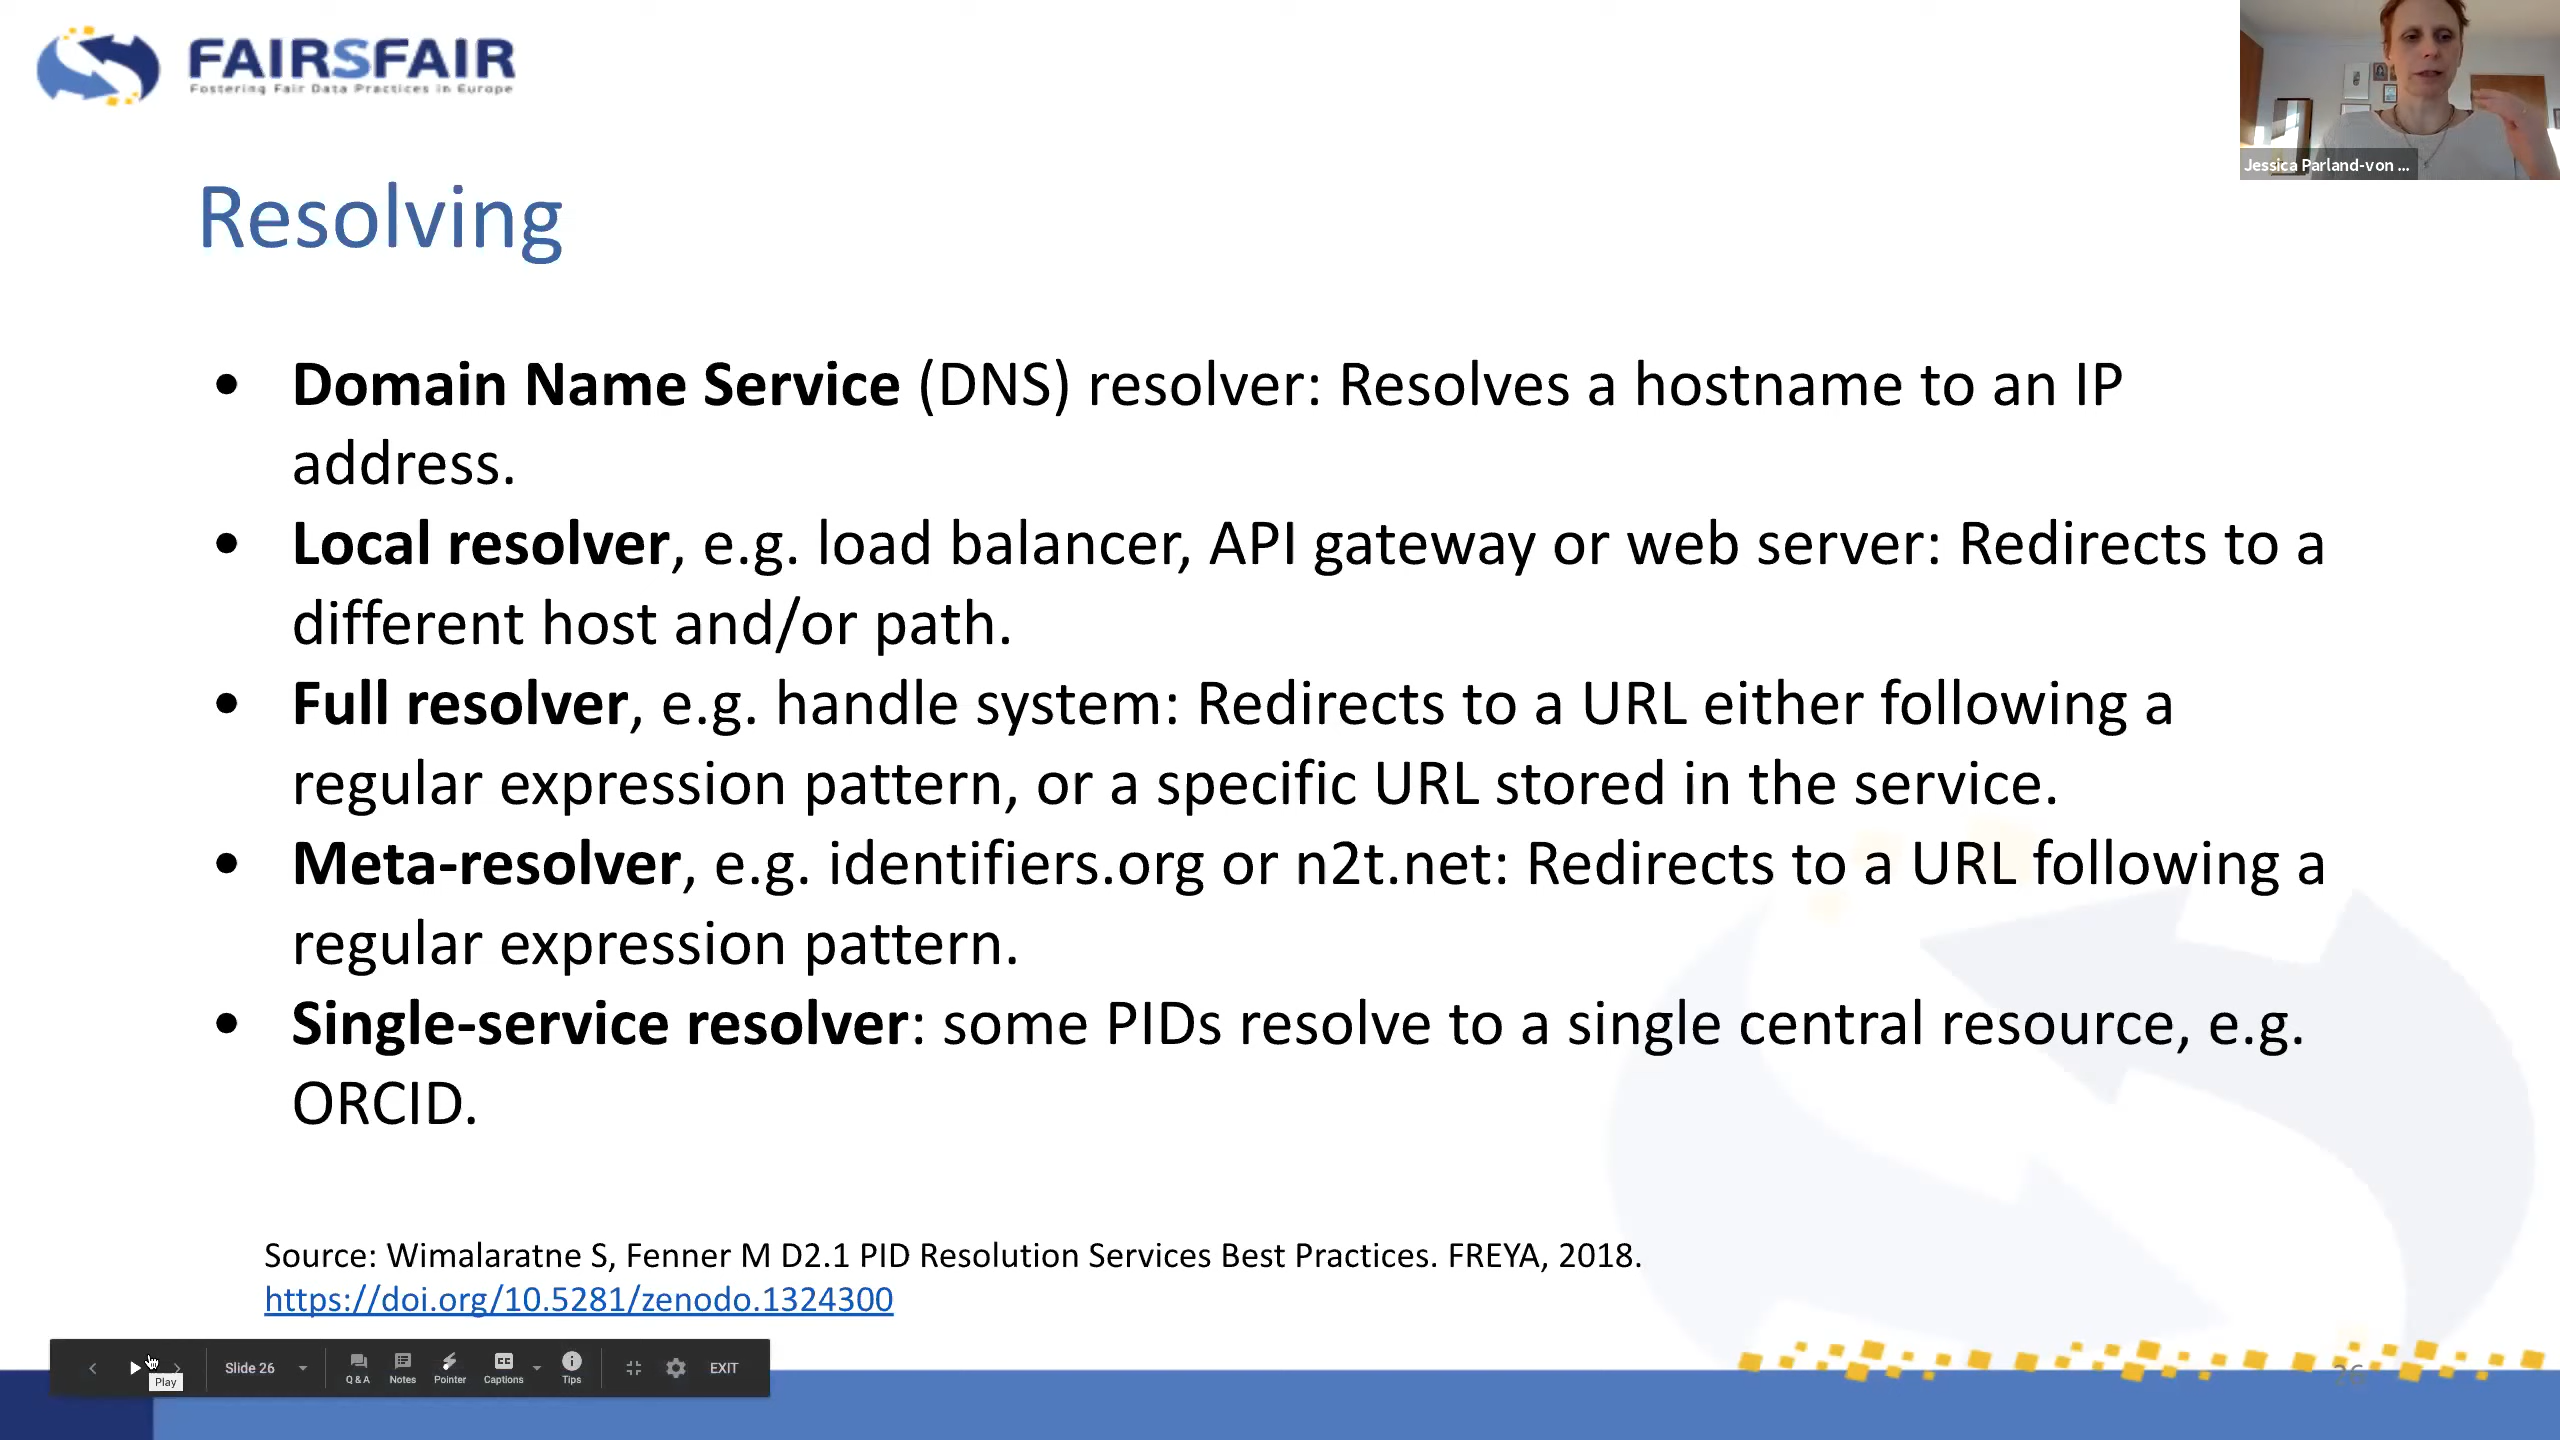 FAIRSFAIR
Fostering Fair Data Practices in Europe
Jessica Parland-von ...
Resolving
• Domain Name Service (DNS) resolver: Resolves a hostname to an IP
address.
• Local resolver, e.g. load balancer, API gateway or web server: Redirects to a
different host and/or path.
• Full resolver, e.g. handle system: Redirects to a URL either following a
regular expression pattern, or a specific URL stored in the service.
• Meta-resolver, e.g. identifiers.org or n2t.net: Redirects to a URL following a
regular expression pattern.
• Single-service resolver: some PIDs resolve to a single central resource, e.g.
ORCID.
Source: Wimalaratne S, Fenner M D2.1 PID Resolution Services Best Practices. FREYA, 2018.
https://doi.org/10.5281/zenodo.1324300
Slide 26
Q & A
Notes
Pointer
CC
Captions
Tips
EXIT
Play
26